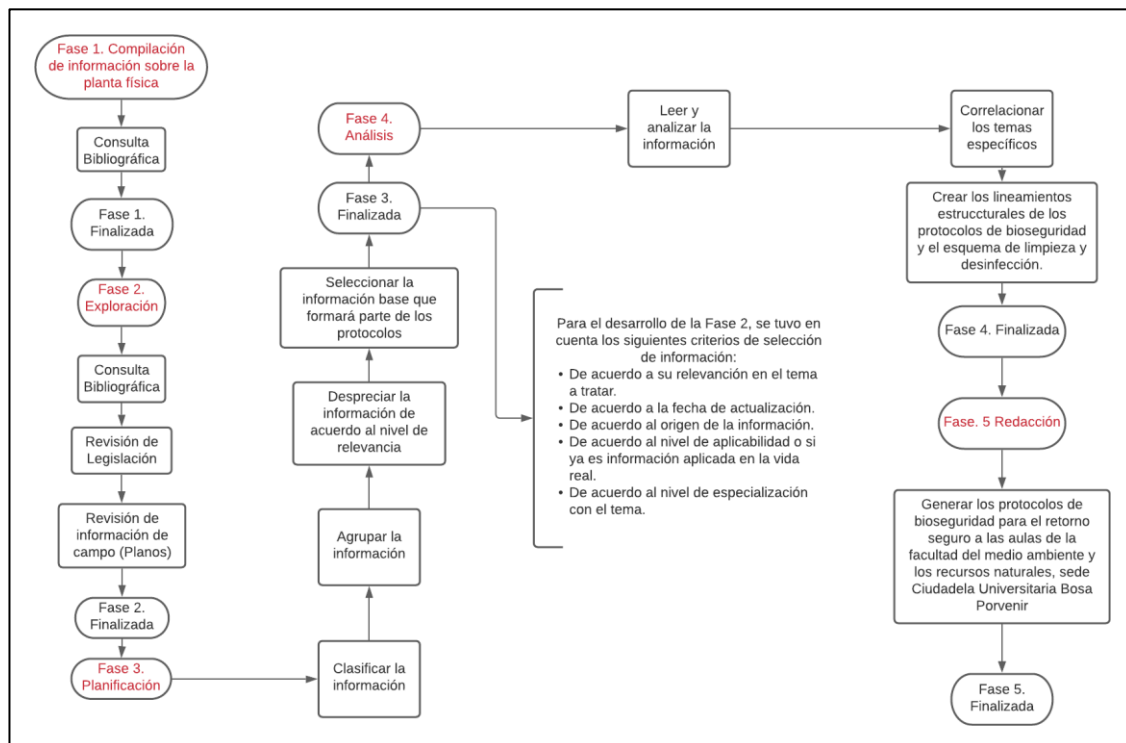 Fase 1. Compilación
de información sobre la
planta física
Consulta
Bibliográfica
Fase 1.
Finalizada
Fase 2.
Exploración
Consulta
Bibliográfica
Revisión de
Legislación
Revisión de
información de
campo (Planos)
Fase 2.
Finalizada
Fase 3.
Planificación
Clasificar la
información
Agrupar la
información
Despreciar la
información de
acuerdo al nivel de
relevancia
Seleccionar la
información base que
formará parte de los
protocolos
Fase 3.
Finalizada
Para el desarrollo de la Fase 2, se tuvo en
cuenta los siguientes criterios de selección
de información:
• De acuerdo a su relevanción en el tema
a tratar.
• De acuerdo a la fecha de actualización.
• De acuerdo al origen de la información.
• De acuerdo al nivel de aplicabilidad o si
ya es información aplicada en la vida
real.
• De acuerdo al nivel de especialización
con el tema.
Fase 4.
Análisis
Leer y
analizar la
información
Correlacionar
los temas
específicos
Crear los lineamientos
estruccturales de los
protocolos de bioseguridad
y el esquema de limpieza y
desinfección.
Fase 4. Finalizada
Fase. 5 Redacción
Generar los protocolos de
bioseguridad para el retorno
seguro a las aulas de la
facultad del medio ambiente y
los recursos naturales, sede
Ciudadela Universitaria Bosa
Porvenir
Fase 5.
Finalizada